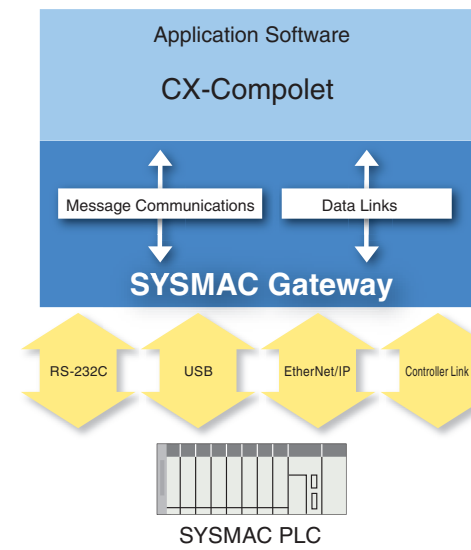 Application Software
CX-Compolet
Message Communications
Data Links
SYSMAC Gateway
RS-232C
USB
EtherNet/IP
Controller Link
SYSMAC PLC